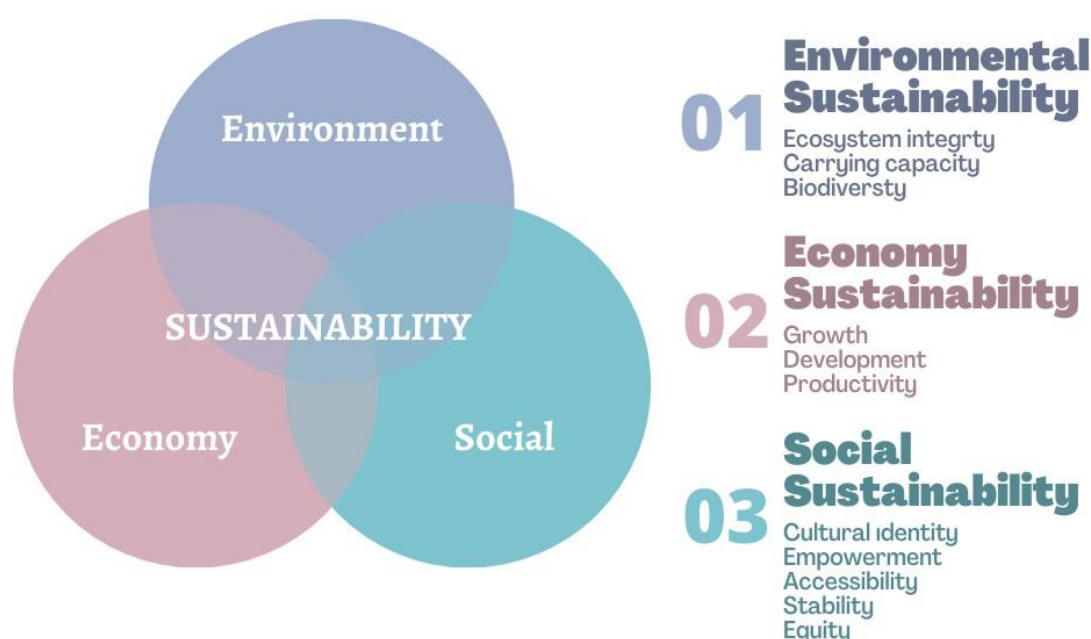 Environment
SUSTAINABILITY
Economy
Social
01
Environmental
Sustainability
Ecosystem integrty
Carrying capacity
Biodiversty
02
Economy
Sustainability
Growth
Development
Productivity
03
Social
Sustainability
Cultural ıdentity
Empowerment
Accessibility
Stability
Equity